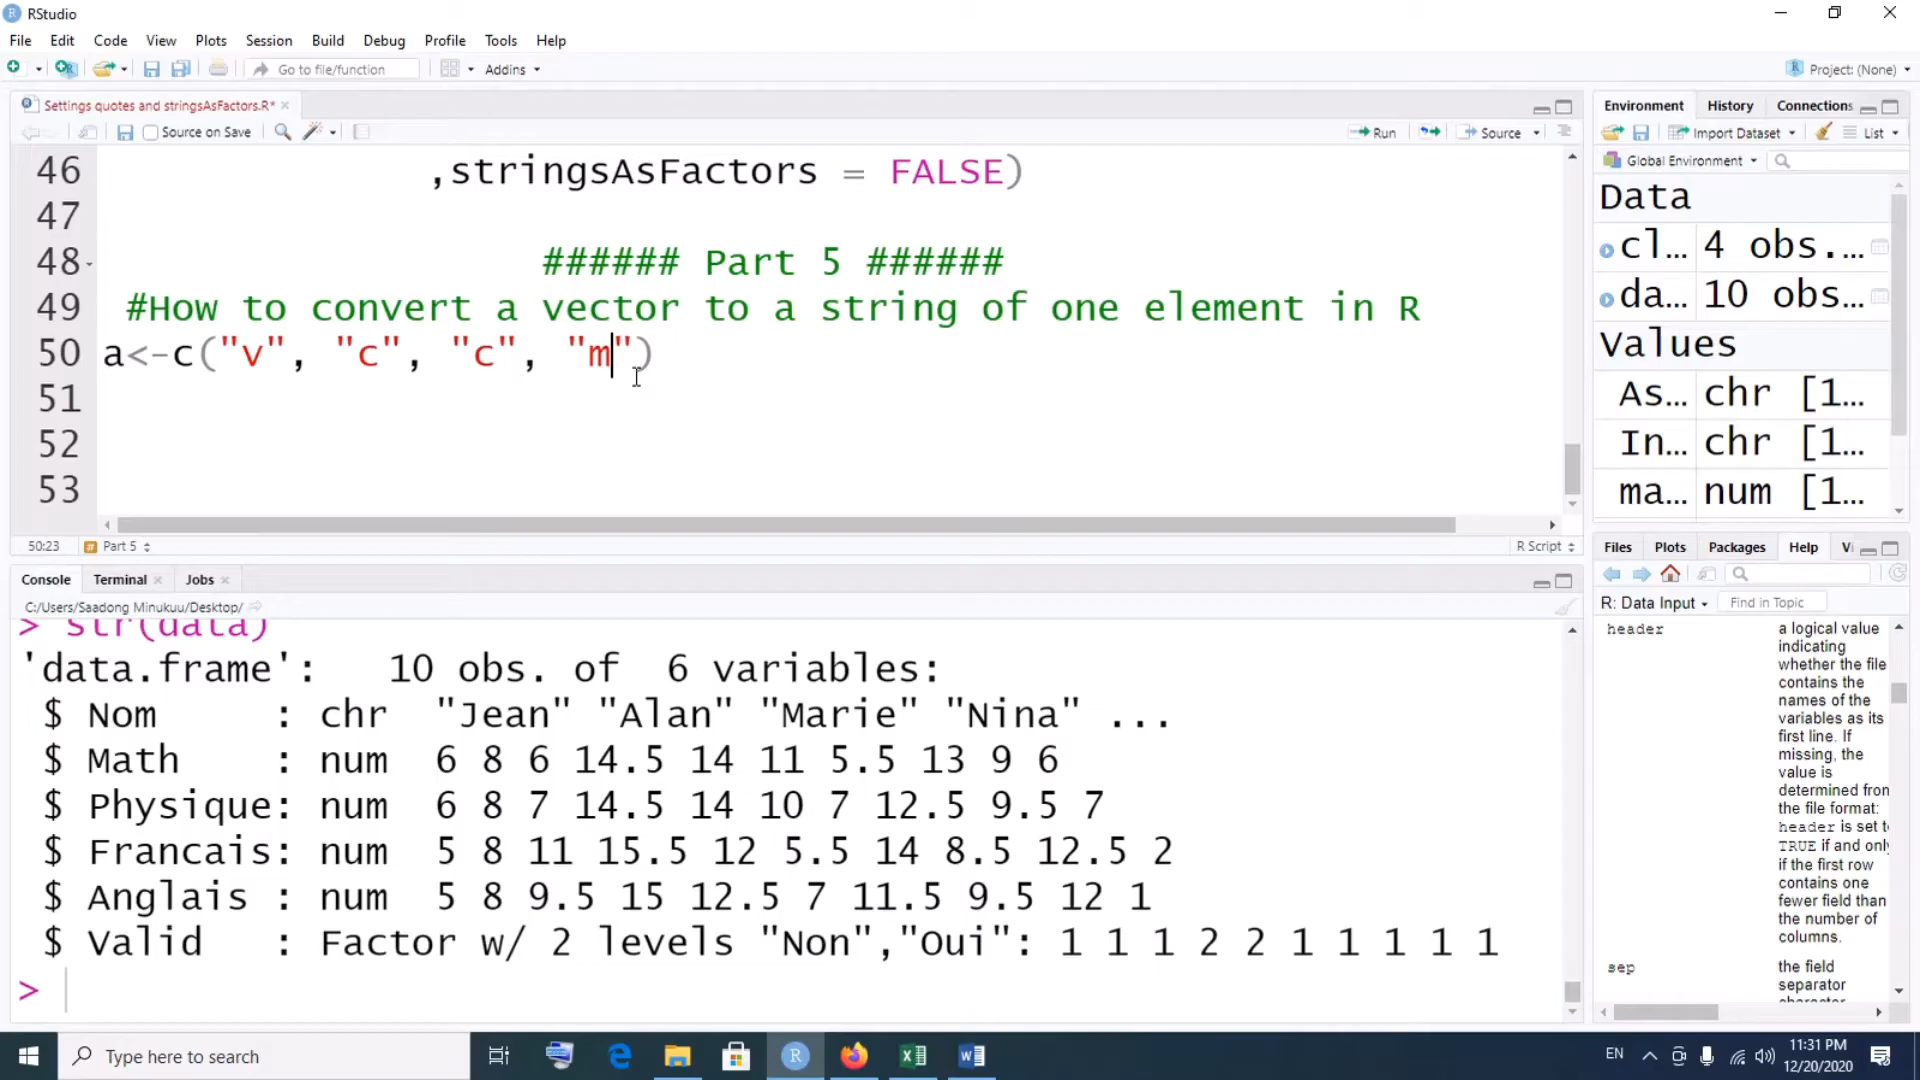 RStudio
File Edit Code View Plots Session Build Debug Profile Tools Help
Go to file/function Addins Project: (None)
Settings quotes and stringsAsFactors.R*
Source on Save Run Source
46 ,stringsAsFactors = FALSE)
47
48 ###### Part 5 ######
49 #How to convert a vector to a string of one element in R
50 a<-c("v", "c", "c", "m")
51
52
53
50:23 Part 5 R Script
Console Terminal Jobs
C:/Users/Saadong Minukuu/Desktop/
> str(data)
'data.frame': 10 obs. of 6 variables:
$ Nom : chr "Jean" "Alan" "Marie" "Nina" ...
$ Math : num 6 8 6 14.5 14 11 5.5 13 9 6
$ Physique: num 6 8 7 14.5 14 10 7 12.5 9.5 7
$ Francais: num 5 8 11 15.5 12 5.5 14 8.5 12.5 2
$ Anglais : num 5 8 9.5 15 12.5 7 11.5 9.5 12 1
$ Valid : Factor w/ 2 levels "Non","Oui": 1 1 1 2 2 1 1 1 1 1
>
Environment History Connections
Import Dataset List
Global Environment
Data
cl... 4 obs....
da... 10 obs...
Values
As... chr [1...
In... chr [1...
ma... num [1...
Files Plots Packages Help Vi
R: Data Input Find in Topic
header a logical value
indicating
whether the file
contains the
names of the
variables as its
first line. If
missing, the
value is
determined from
the file format:
header is set t
TRUE if and only
if the first row
contains one
fewer field than
the number of
columns.
sep the field
separator
Type here to search
EN 11:31 PM
12/20/2020